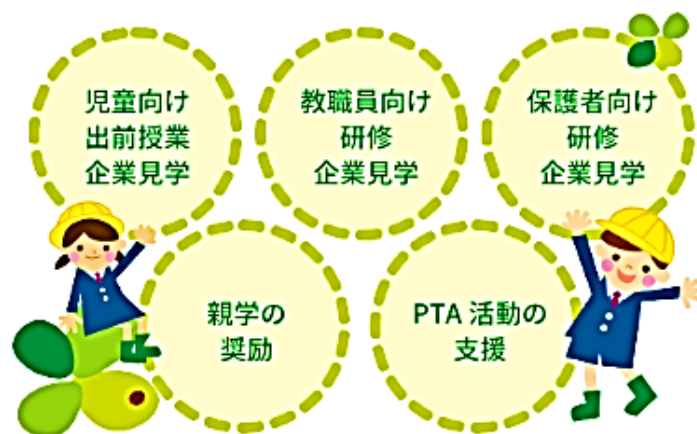 児童向け
出前授業
企業見学
教職員向け
研修
企業見学
保護者向け
研修
企業見学
親学の
奨励
PTA 活動の
支援